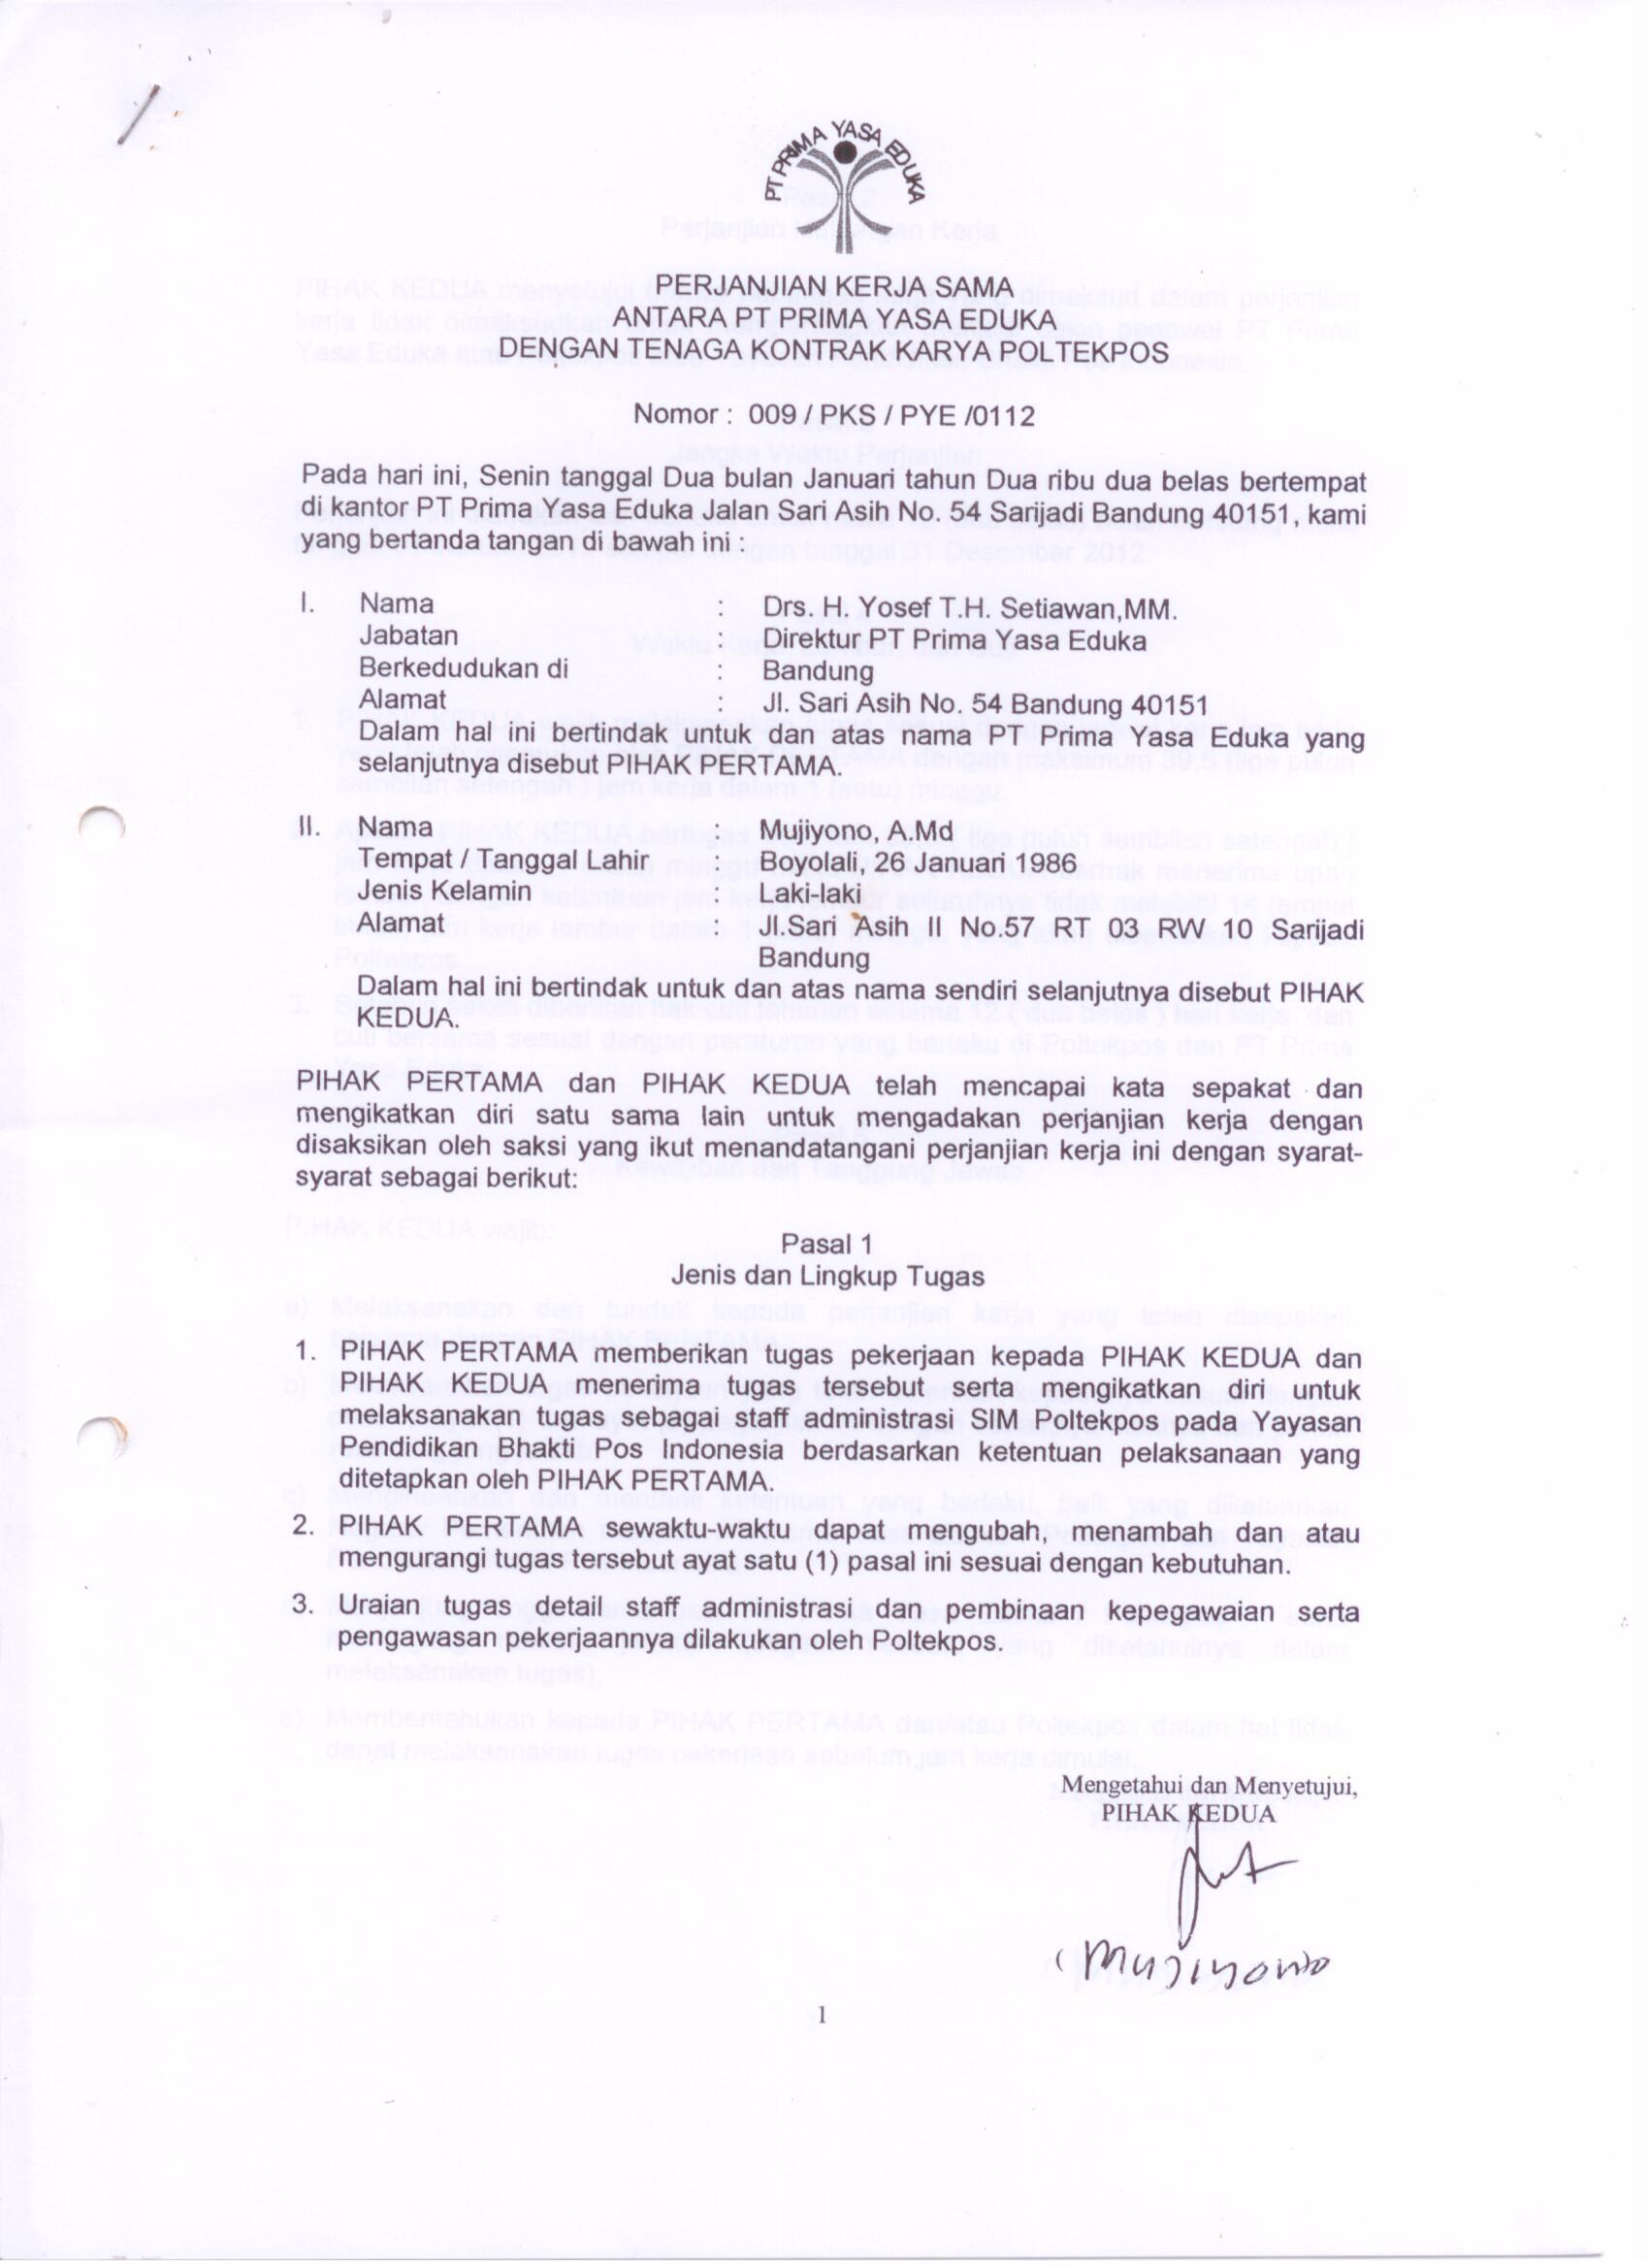 PT PRIMA YASA EDUKA
PERJANJIAN KERJA SAMA
ANTARA PT PRIMA YASA EDUKA
DENGAN TENAGA KONTRAK KARYA POLTEKPOS
Nomor : 009 / PKS / PYE /0112
Pada hari ini, Senin tanggal Dua bulan Januari tahun Dua ribu dua belas bertempat
di kantor PT Prima Yasa Eduka Jalan Sari Asih No. 54 Sarijadi Bandung 40151, kami
yang bertanda tangan di bawah ini :
I. Nama : Drs. H. Yosef T.H. Setiawan,MM.
Jabatan : Direktur PT Prima Yasa Eduka
Berkedudukan di : Bandung
Alamat : Jl. Sari Asih No. 54 Bandung 40151
Dalam hal ini bertindak untuk dan atas nama PT Prima Yasa Eduka yang
selanjutnya disebut PIHAK PERTAMA.
II. Nama : Mujiyono, A.Md
Tempat / Tanggal Lahir : Boyolali, 26 Januari 1986
Jenis Kelamin : Laki-laki
Alamat : Jl.Sari Asih II No.57 RT 03 RW 10 Sarijadi
Bandung
Dalam hal ini bertindak untuk dan atas nama sendiri selanjutnya disebut PIHAK
KEDUA.
PIHAK PERTAMA dan PIHAK KEDUA telah mencapai kata sepakat dan
mengikatkan diri satu sama lain untuk mengadakan perjanjian kerja dengan
disaksikan oleh saksi yang ikut menandatangani perjanjian kerja ini dengan syarat-
syarat sebagai berikut:
Pasal 1
Jenis dan Lingkup Tugas
1. PIHAK PERTAMA memberikan tugas pekerjaan kepada PIHAK KEDUA dan
PIHAK KEDUA menerima tugas tersebut serta mengikatkan diri untuk
melaksanakan tugas sebagai staff administrasi SIM Poltekpos pada Yayasan
Pendidikan Bhakti Pos Indonesia berdasarkan ketentuan pelaksanaan yang
ditetapkan oleh PIHAK PERTAMA.
2. PIHAK PERTAMA sewaktu-waktu dapat mengubah, menambah dan atau
mengurangi tugas tersebut ayat satu (1) pasal ini sesuai dengan kebutuhan.
3. Uraian tugas detail staff administrasi dan pembinaan kepegawaian serta
pengawasan pekerjaannya dilakukan oleh Poltekpos.
Mengetahui dan Menyetujui,
PIHAK KEDUA
( Mujiyono
1